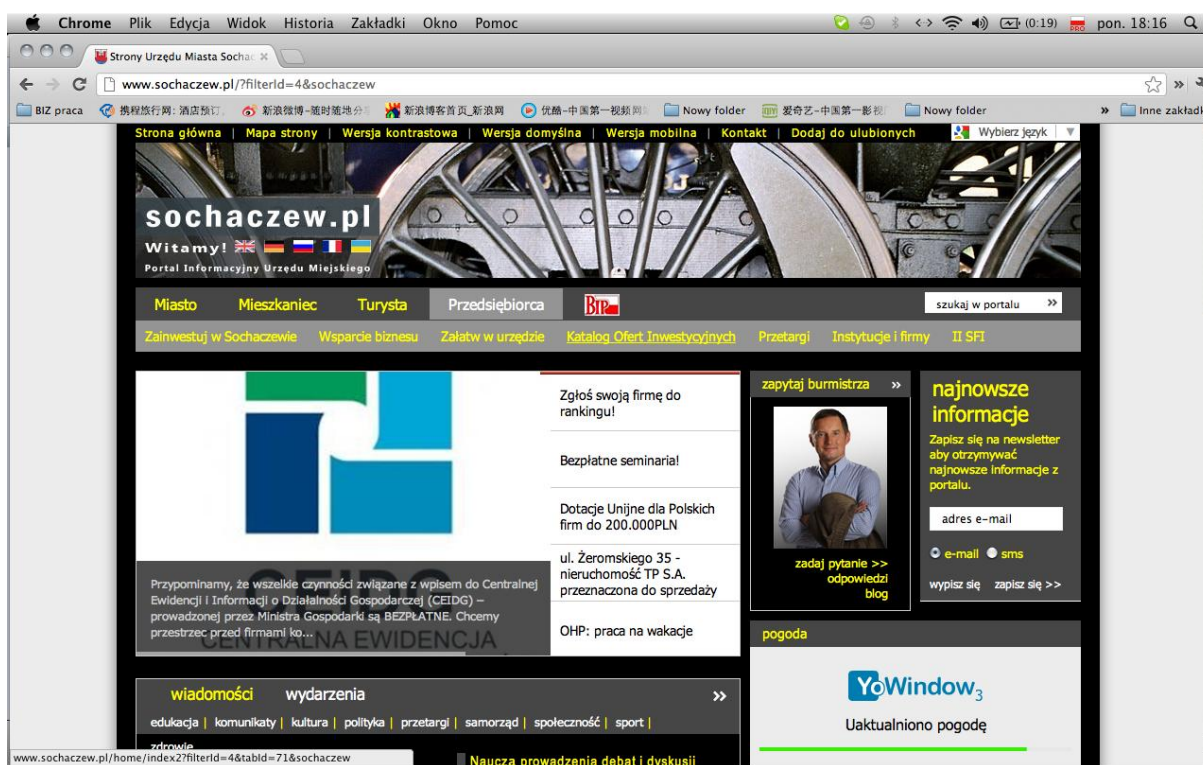 Chrome Plik Edycja Widok Historia Zakładki Okno Pomoc (0:19) PRO pon. 18:16
Strony Urzędu Miasta Sochac
www.sochaczew.pl/?filterId=4&sochaczew
BIZ praca 携程旅行网: 酒店预订 新浪微博-随时随地分 新浪博客首页_新浪网 优酷-中国第一视频网 Nowy folder 爱奇艺-中国第一影视 Nowy folder » Inne zakład
Strona główna | Mapa strony | Wersja kontrastowa | Wersja domyślna | Wersja mobilna | Kontakt | Dodaj do ulubionych Wybierz język ▼
sochaczew.pl
Witamy!
Portal Informacyjny Urzędu Miejskiego
Miasto Mieszkaniec Turysta Przedsiębiorca BIP szukaj w portalu »
Zainwestuj w Sochaczewie Wsparcie biznesu Załatw w urzędzie Katalog Ofert Inwestycyjnych Przetargi Instytucje i firmy II SFI
Przypominamy, że wszelkie czynności związane z wpisem do Centralnej
Ewidencji i Informacji o Działalności Gospodarczej (CEIDG) –
prowadzonej przez Ministra Gospodarki są BEZPŁATNE. Chcemy
przestrzec przed firmami ko...
CEIDG
CENTRALNA EWIDENCJA
Zgłoś swoją firmę do
rankingu!
Bezpłatne seminaria!
Dotacje Unijne dla Polskich
firm do 200.000PLN
ul. Żeromskiego 35 -
nieruchomość TP S.A.
przeznaczona do sprzedaży
OHP: praca na wakacje
zapytaj burmistrza »
zadaj pytanie >>
odpowiedzi
blog
najnowsze
informacje
Zapisz się na newsletter
aby otrzymywać
najnowsze informacje z
portalu.
adres e-mail
e-mail sms
wypisz się zapisz się >>
pogoda
YoWindow3
Uaktualniono pogodę
wiadomości wydarzenia »
edukacja | komunikaty | kultura | polityka | przetargi | samorząd | społeczność | sport |
zdrowie
Naucza prowadzenia debat i dyskusji
www.sochaczew.pl/home/index2?filterId=4&tabId=71&sochaczew